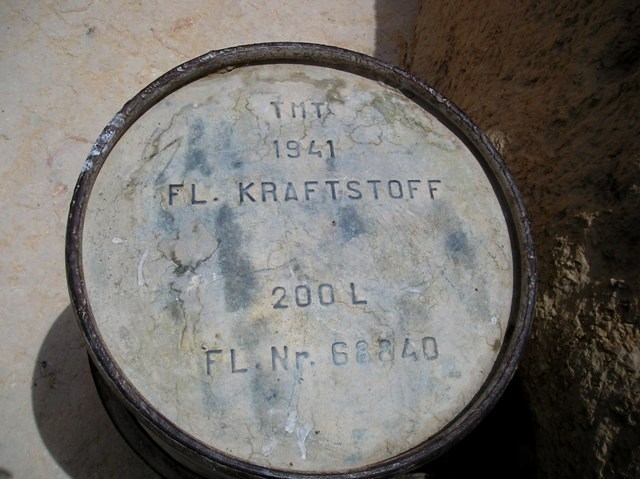 TMT
1941
FL. KRAFTSTOFF
200 L
FL. Nr. 68840